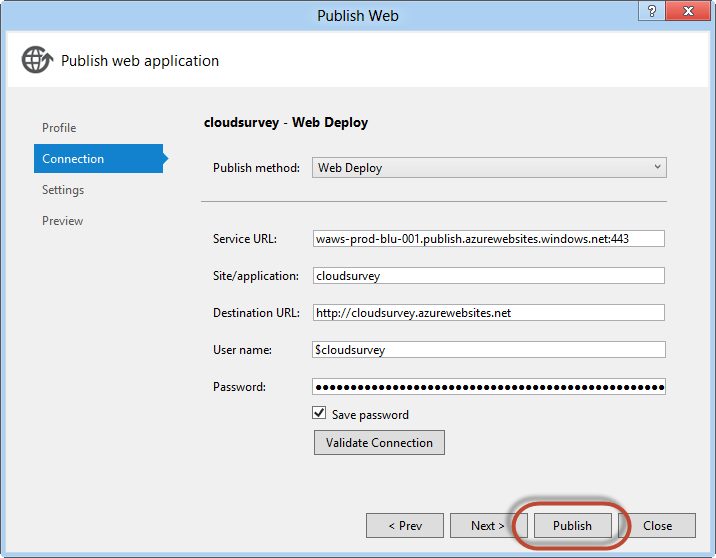 Publish Web
?
Publish web application
Profile
Connection
Settings
Preview
cloudsurvey - Web Deploy
Publish method: Web Deploy
Service URL: waws-prod-blu-001.publish.azurewebsites.windows.net:443
Site/application: cloudsurvey
Destination URL: http://cloudsurvey.azurewebsites.net
User name: $cloudsurvey
Password: ●●●●●●●●●●●●●●●●●●●●●●●●●●●●●●●●●●●●●●●●●●●●●●●●●●
Save password
Validate Connection
< Prev Next > Publish Close